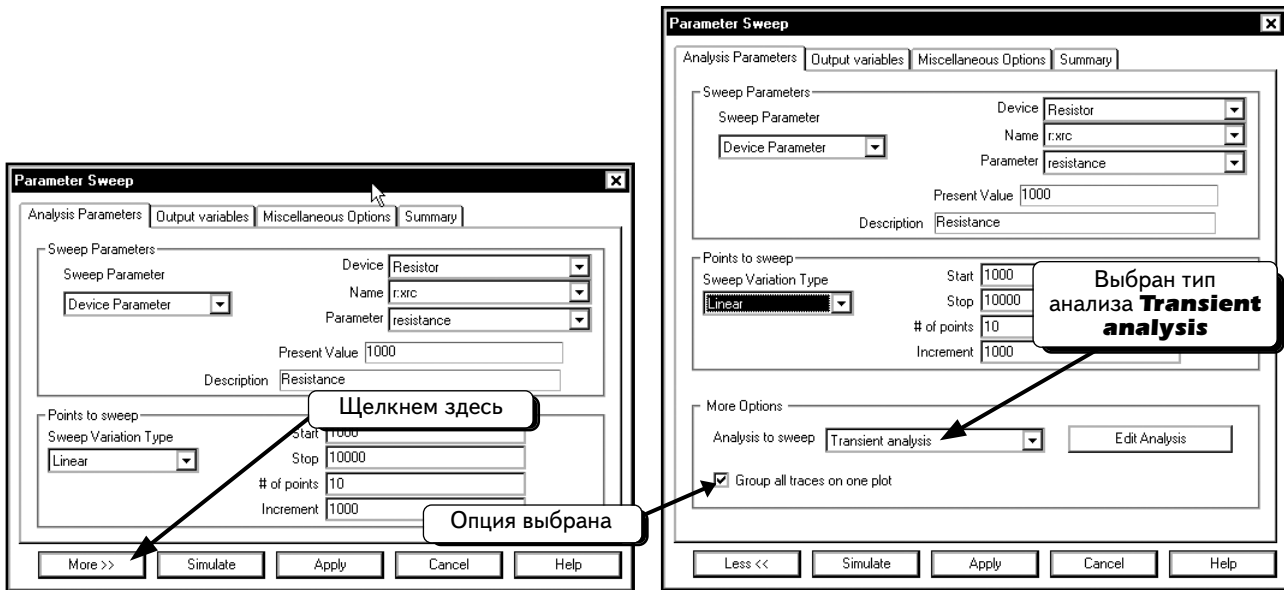 Parameter Sweep
Analysis Parameters Output variables Miscellaneous Options Summary
Sweep Parameters
Sweep Parameter
Device Parameter
Device Resistor
Name r:xrc
Parameter resistance
Present Value 1000
Description Resistance
Points to sweep
Sweep Variation Type
Linear
Start 1000
Stop 10000
# of points 10
Increment 1000
More >> Simulate Apply Cancel Help
Щелкнем здесь
Опция выбрана
Parameter Sweep
Analysis Parameters Output variables Miscellaneous Options Summary
Sweep Parameters
Sweep Parameter
Device Parameter
Device Resistor
Name r:xrc
Parameter resistance
Present Value 1000
Description Resistance
Points to sweep
Sweep Variation Type
Linear
Start 1000
Stop 10000
# of points 10
Increment 1000
Выбран тип
анализа Transient
analysis
More Options
Analysis to sweep Transient analysis Edit Analysis
Group all traces on one plot
Less << Simulate Apply Cancel Help